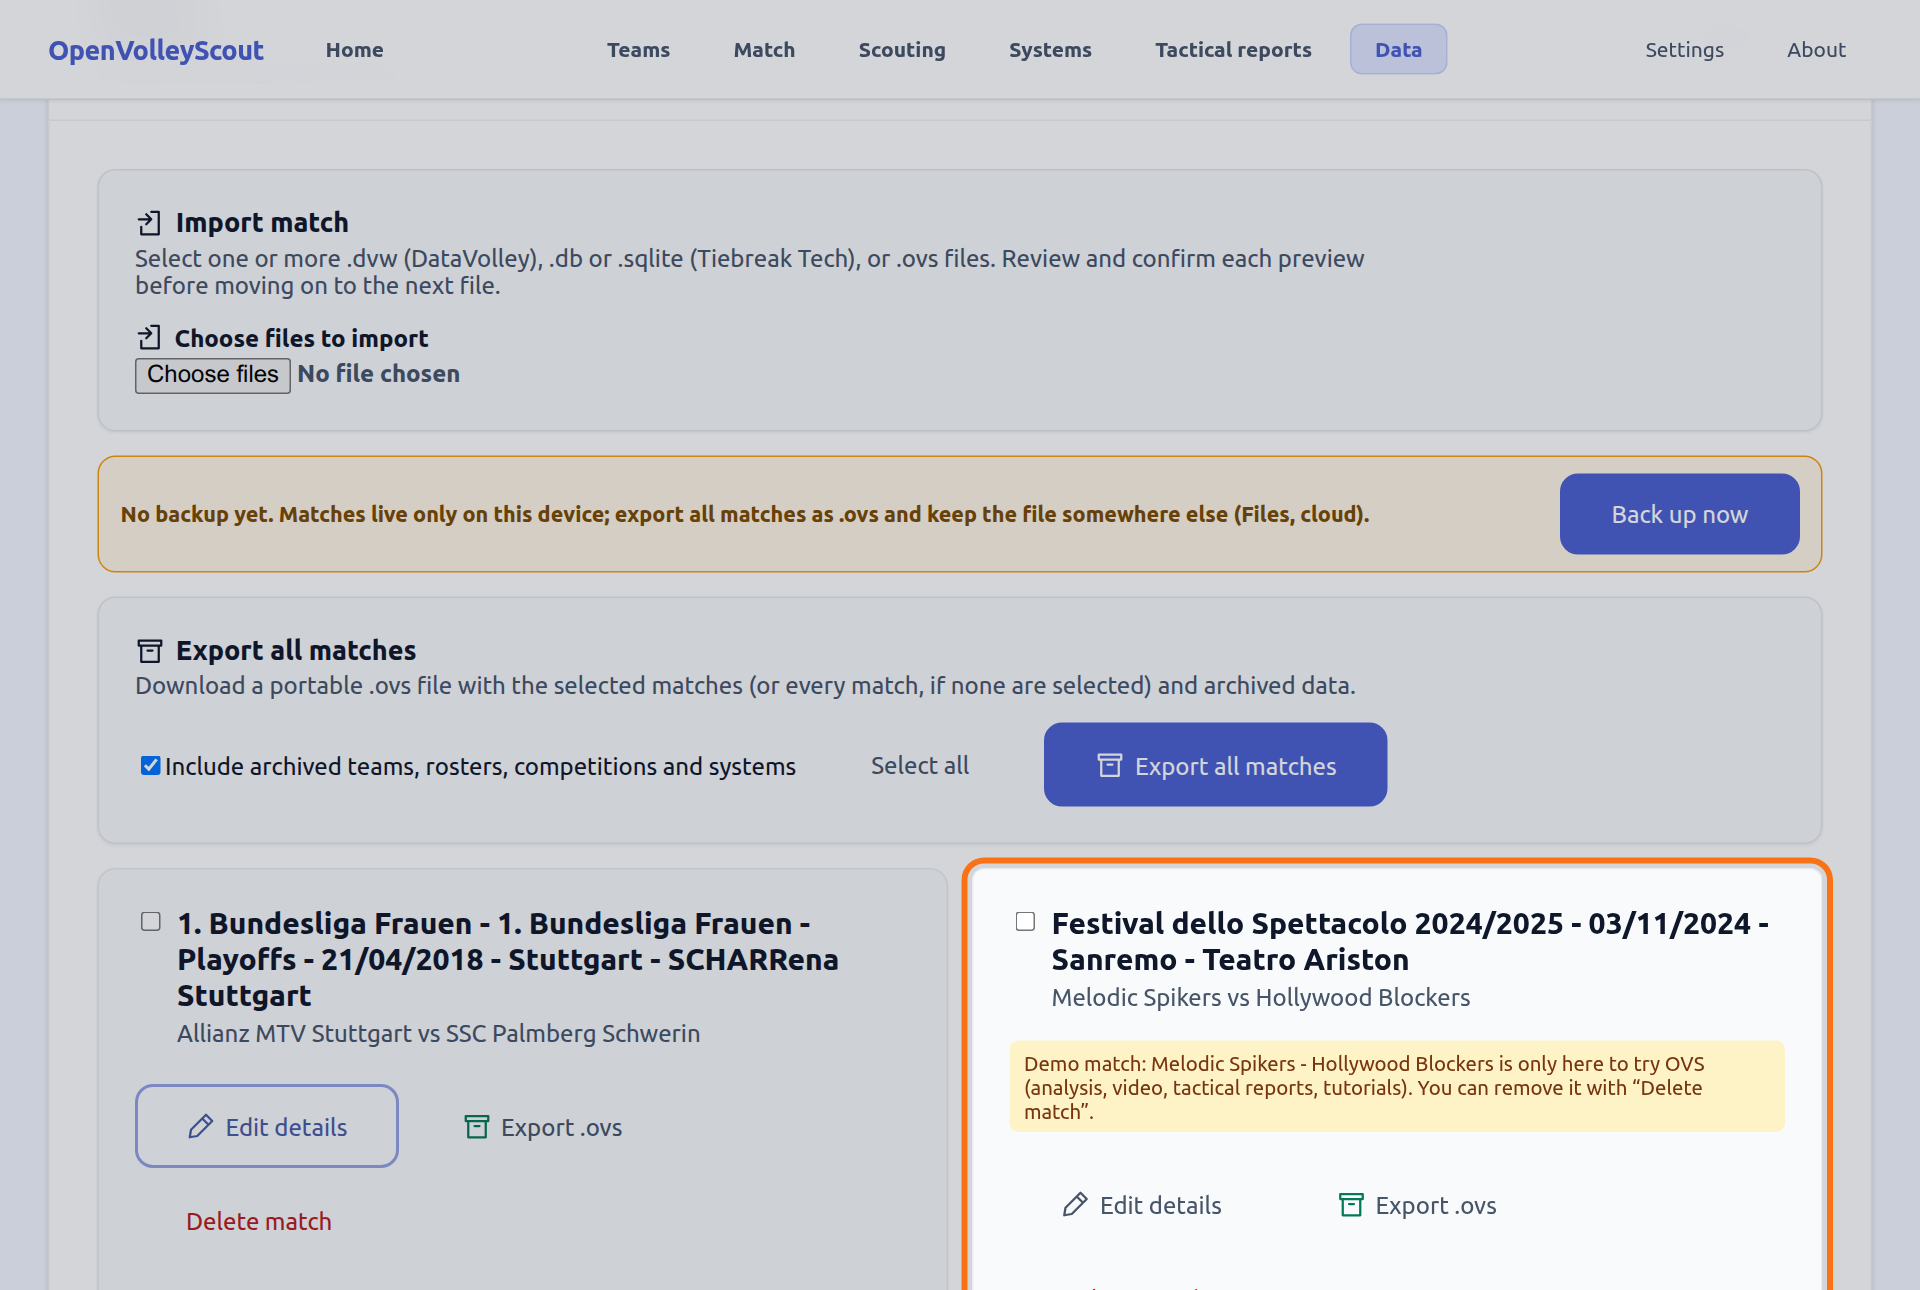 OpenVolleyScout Home Teams Match Scouting Systems Tactical reports Data Settings About
Import match
Select one or more .dvw (DataVolley), .db or .sqlite (Tiebreak Tech), or .ovs files. Review and confirm each preview
before moving on to the next file.
Choose files to import
Choose files No file chosen
No backup yet. Matches live only on this device; export all matches as .ovs and keep the file somewhere else (Files, cloud).
Back up now
Export all matches
Download a portable .ovs file with the selected matches (or every match, if none are selected) and archived data.
Include archived teams, rosters, competitions and systems
Select all
Export all matches
1. Bundesliga Frauen - 1. Bundesliga Frauen -
Playoffs - 21/04/2018 - Stuttgart - SCHARRena
Stuttgart
Allianz MTV Stuttgart vs SSC Palmberg Schwerin
Edit details
Export .ovs
Delete match
Festival dello Spettacolo 2024/2025 - 03/11/2024 -
Sanremo - Teatro Ariston
Melodic Spikers vs Hollywood Blockers
Demo match: Melodic Spikers - Hollywood Blockers is only here to try OVS
(analysis, video, tactical reports, tutorials). You can remove it with “Delete
match”.
Edit details
Export .ovs